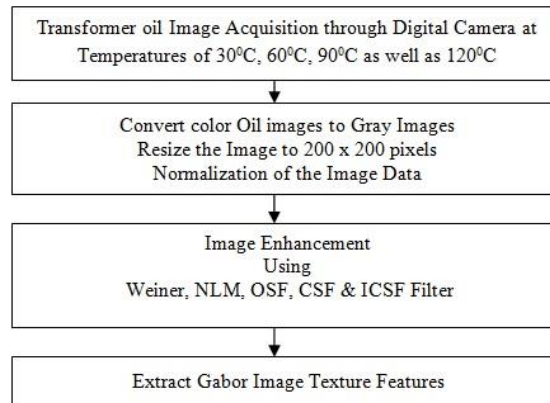 Transformer oil Image Acquisition through Digital Camera at
Temperatures of 30⁰C, 60⁰C, 90⁰C as well as 120⁰C
Convert color Oil images to Gray Images
Resize the Image to 200 x 200 pixels
Normalization of the Image Data
Image Enhancement
Using
Weiner, NLM, OSF, CSF & ICSF Filter
Extract Gabor Image Texture Features